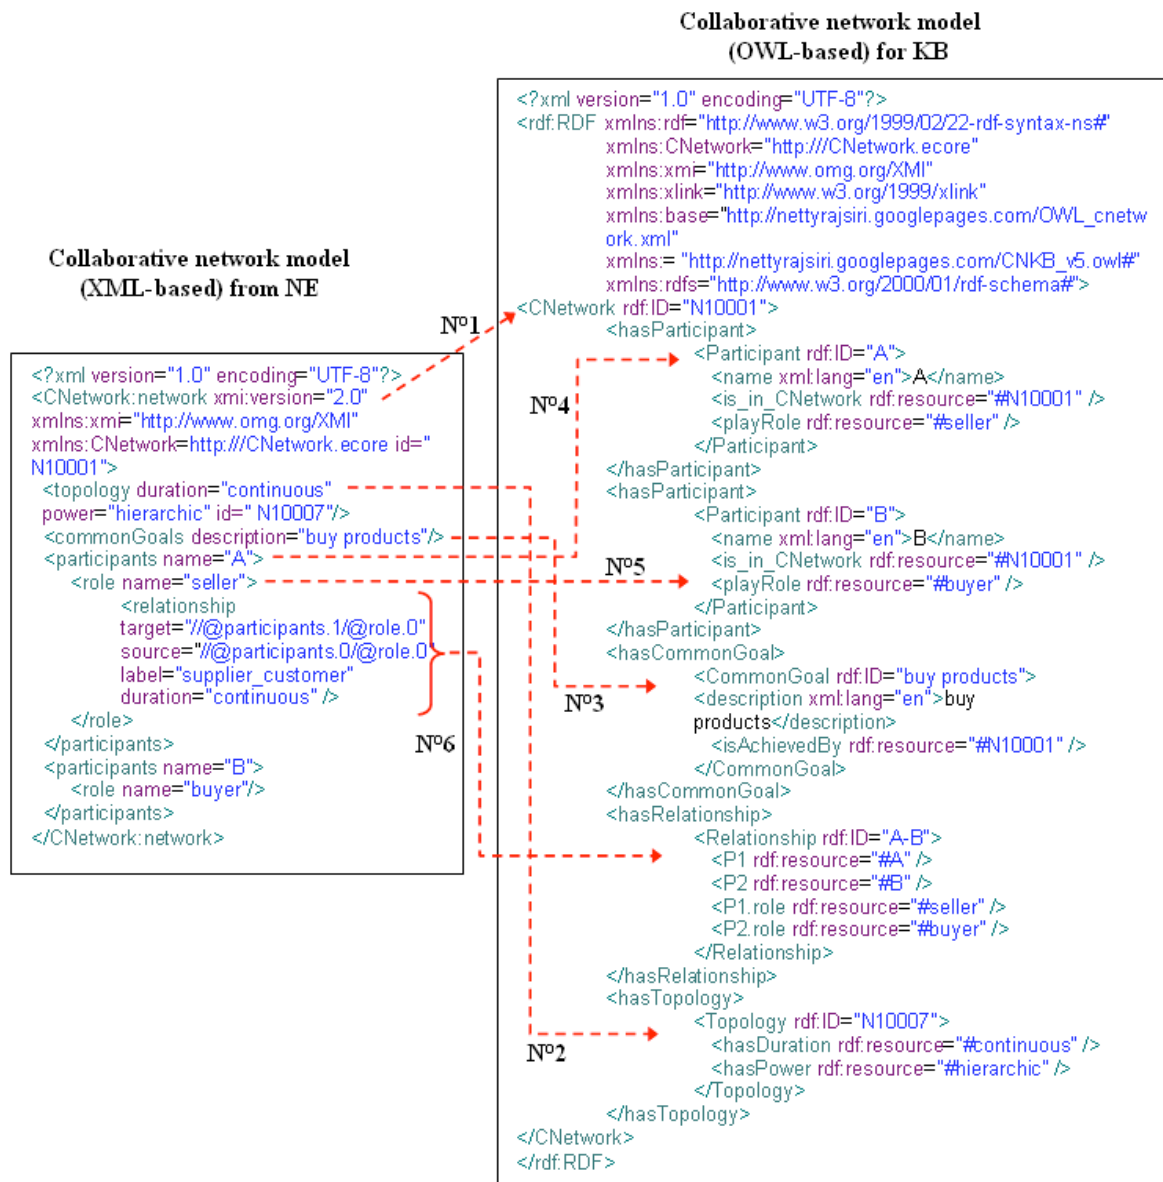 Collaborative network model
(OWL-based) for KB
<?xml version="1.0" encoding="UTF-8"?>
<rdf:RDF xmlns:rdf="http://www.w3.org/1999/02/22-rdf-syntax-ns#"
xmlns:CNetwork="http:///CNetwork.ecore"
xmlns:xmi="http://www.omg.org/XMI"
xmlns:xlink="http://www.w3.org/1999/xlink"
xmlns:base="http://nettyrajsiri.googlepages.com/OWL_cnetw
ork.xml"
xmlns:= "http://nettyrajsiri.googlepages.com/CNKB_v5.owl#"
xmlns:rdfs="http://www.w3.org/2000/01/rdf-schema#">
<CNetwork rdf:ID="N10001">
<hasParticipant>
<Participant rdf:ID="A">
<name xml:lang="en">A</name>
<is_in_CNetwork rdf:resource="#N10001" />
<playRole rdf:resource="#seller" />
</Participant>
</hasParticipant>
<hasParticipant>
<Participant rdf:ID="B">
<name xml:lang="en">B</name>
<is_in_CNetwork rdf:resource="#N10001" />
<playRole rdf:resource="#buyer" />
</Participant>
</hasParticipant>
<hasCommonGoal>
<CommonGoal rdf:ID="buy products">
<description xml:lang="en">buy
products</description>
<isAchievedBy rdf:resource="#N10001" />
</CommonGoal>
</hasCommonGoal>
<hasRelationship>
<Relationship rdf:ID="A-B">
<P1 rdf:resource="#A" />
<P2 rdf:resource="#B" />
<P1.role rdf:resource="#seller" />
<P2.role rdf:resource="#buyer" />
</Relationship>
</hasRelationship>
<hasTopology>
<Topology rdf:ID="N10007">
<hasDuration rdf:resource="#continuous" />
<hasPower rdf:resource="#hierarchic" />
</Topology>
</hasTopology>
</CNetwork>
</rdf:RDF>
Collaborative network model
(XML-based) from NE
<?xml version="1.0" encoding="UTF-8"?>
<CNetwork:network xmi:version="2.0"
xmlns:xmi="http://www.omg.org/XMI"
xmlns:CNetwork=http:///CNetwork.ecore id="
N10001">
<topology duration="continuous"
power="hierarchic" id=" N10007"/>
<commonGoals description="buy products"/>
<participants name="A">
<role name="seller">
<relationship
target="//@participants.1/@role.0"
source="//@participants.0/@role.0"
label="supplier_customer"
duration="continuous" />
</role>
</participants>
<participants name="B">
<role name="buyer"/>
</participants>
</CNetwork:network>
Nº1
Nº4
Nº5
Nº3
Nº6
Nº2